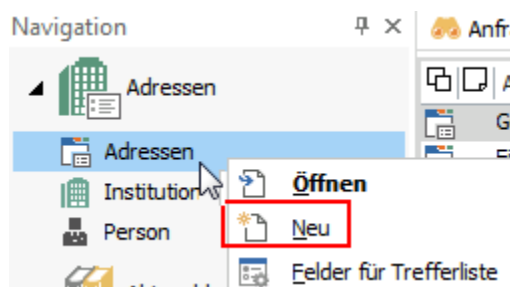 Navigation
Anfr
Adressen
A
Adressen
G
Institution
Öffnen
Person
Neu
Felder für Trefferliste